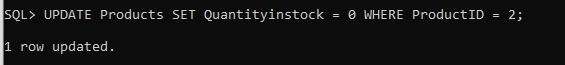 SQL> UPDATE Products SET Quantityinstock = 0 WHERE ProductID = 2;
1 row updated.